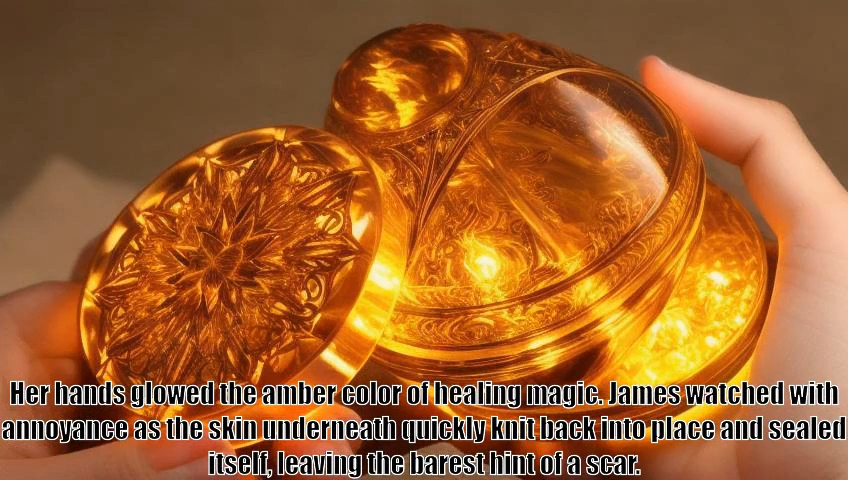 Her hands glowed the amber color of healing magic. James watched with
annoyance as the skin underneath quickly knit back into place and sealed
itself, leaving the barest hint of a scar.